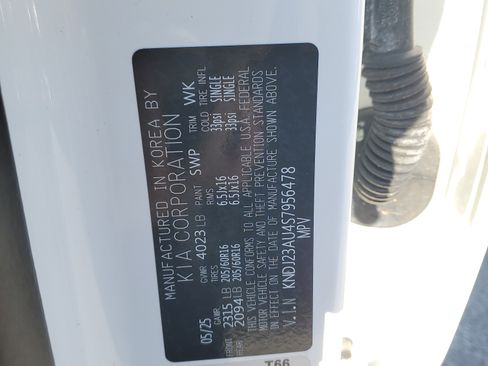 MANUFACTURED IN KOREA BY
KIA CORPORATION
05/25 GVWR 4023 LB PAINT SWP TRIM WK
GAWR TIRES RIMS COLD TIRE INFL
FRONT 2315 LB 205/60R16 6.5Jx16 33psi SINGLE
REAR 2094LB 205/60R16 6.5Jx16 33psi SINGLE
THIS VEHICLE CONFORMS TO ALL APPLICABLE U.S.A. FEDERAL
MOTOR VEHICLE SAFETY AND THEFT PREVENTION STANDARDS
IN EFFECT ON THE DATE OF MANUFACTURE SHOWN ABOVE.
V.I.N KNDJ23AU4S7956478
MPV
T66